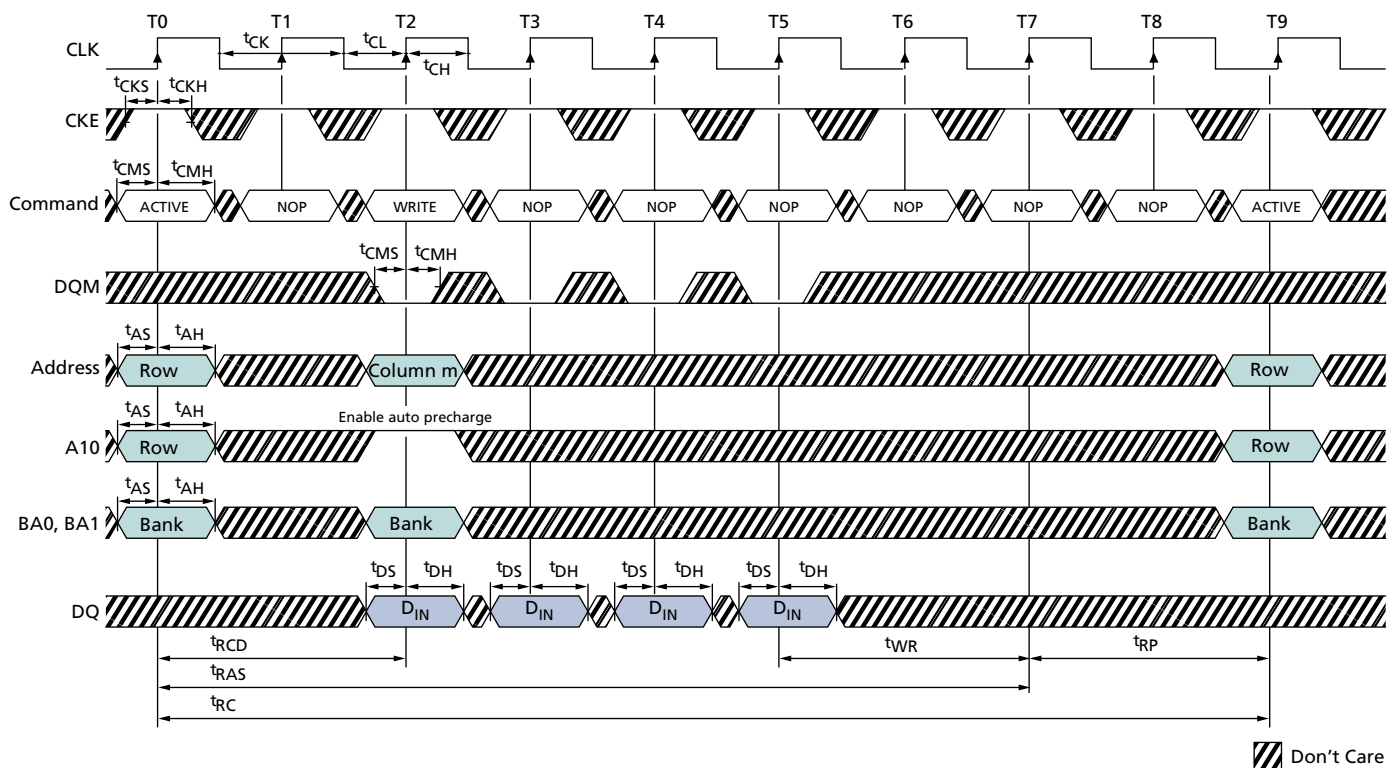 T0 T1 T2 T3 T4 T5 T6 T7 T8 T9
CLK tCK tCL tCH
tCKS tCKH
CKE
tCMS tCMH
Command ACTIVE NOP WRITE NOP NOP NOP NOP NOP NOP ACTIVE
tCMS tCMH
DQM
tAS tAH
Address Row Column m Row
tAS tAH Enable auto precharge
A10 Row Row
tAS tAH
BA0, BA1 Bank Bank Bank
tDS tDH tDS tDH tDS tDH tDS tDH
DQ DIN DIN DIN DIN
tRCD tWR tRP
tRAS
tRC
Don't Care